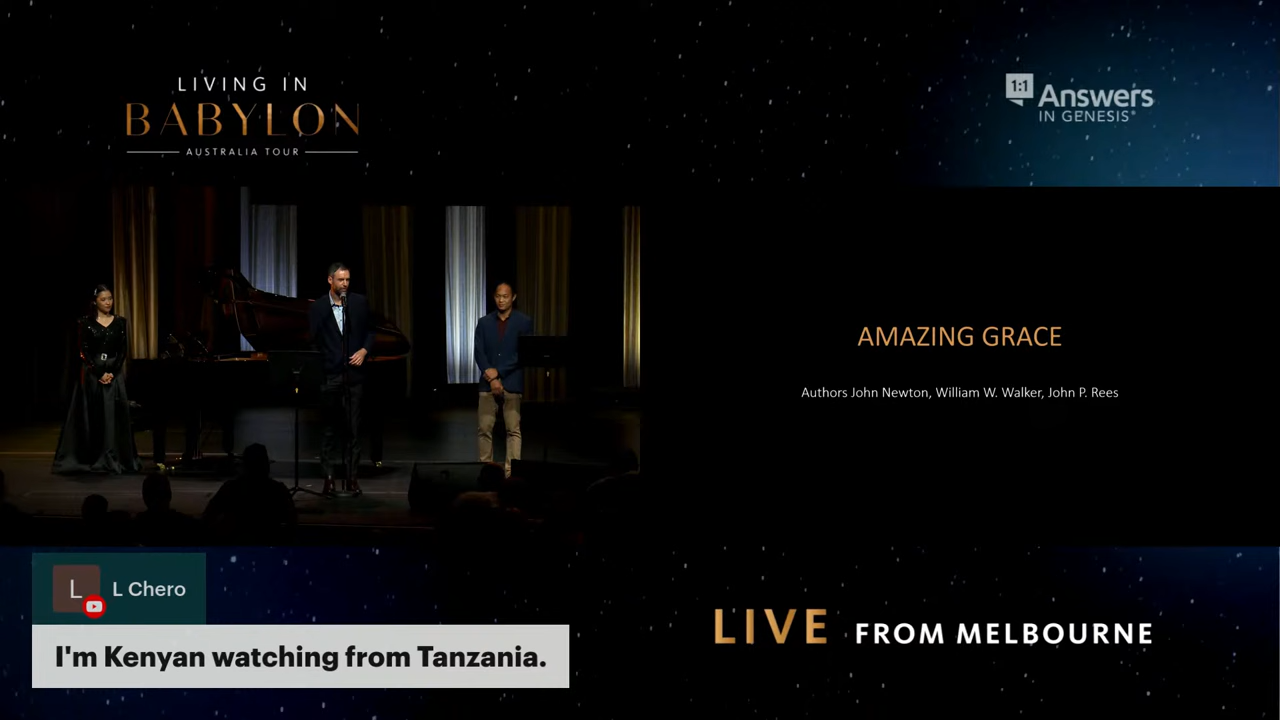 LIVING IN
BABYLON
AUSTRALIA TOUR
1:1
Answers
IN GENESIS®
AMAZING GRACE
Authors John Newton, William W. Walker, John P. Rees
L
L Chero
I'm Kenyan watching from Tanzania.
LIVE FROM MELBOURNE